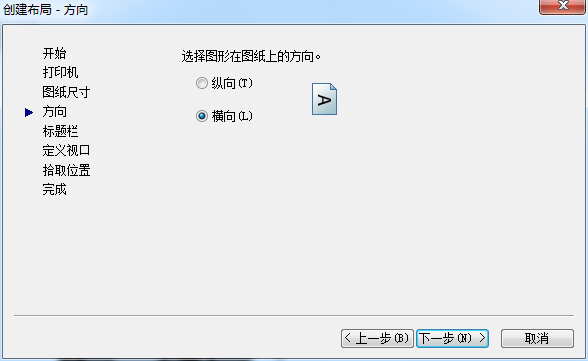 创建布局 - 方向
开始
打印机
图纸尺寸
方向
标题栏
定义视口
拾取位置
完成
选择图形在图纸上的方向。
纵向(T)
横向(L)
A
< 上一步(B)
下一步(N) >
取消